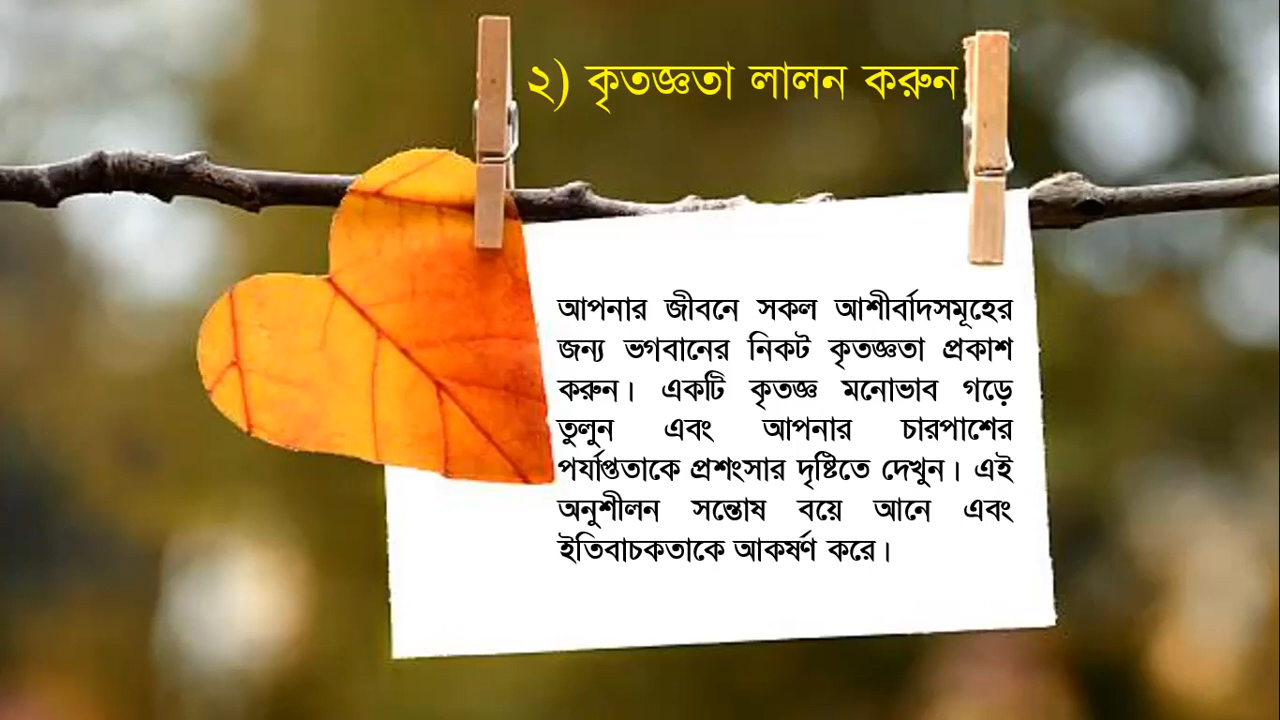 ২) কৃতজ্ঞতা লালন করুন
আপনার জীবনে সকল আশীর্বাদসমূহের
জন্য ভগবানের নিকট কৃতজ্ঞতা প্রকাশ
করুন। একটি কৃতজ্ঞ মনোভাব গড়ে
তুলুন এবং আপনার চারপাশের
পর্যাপ্ততাকে প্রশংসার দৃষ্টিতে দেখুন। এই
অনুশীলন সন্তোষ বয়ে আনে এবং
ইতিবাচকতাকে আকর্ষণ করে।